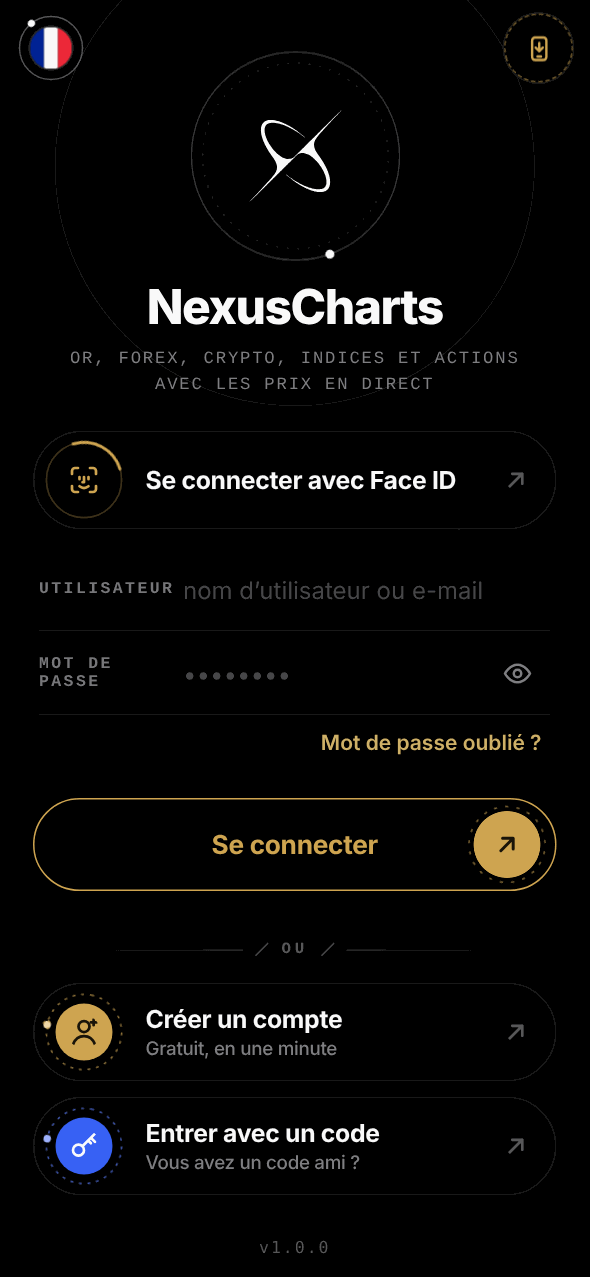 NexusCharts
OR, FOREX, CRYPTO, INDICES ET ACTIONS
AVEC LES PRIX EN DIRECT
Se connecter avec Face ID
UTILISATEUR nom d’utilisateur ou e-mail
MOT DE
PASSE ••••••••
Mot de passe oublié ?
Se connecter
OU
Créer un compte
Gratuit, en une minute
Entrer avec un code
Vous avez un code ami ?
v1.0.0